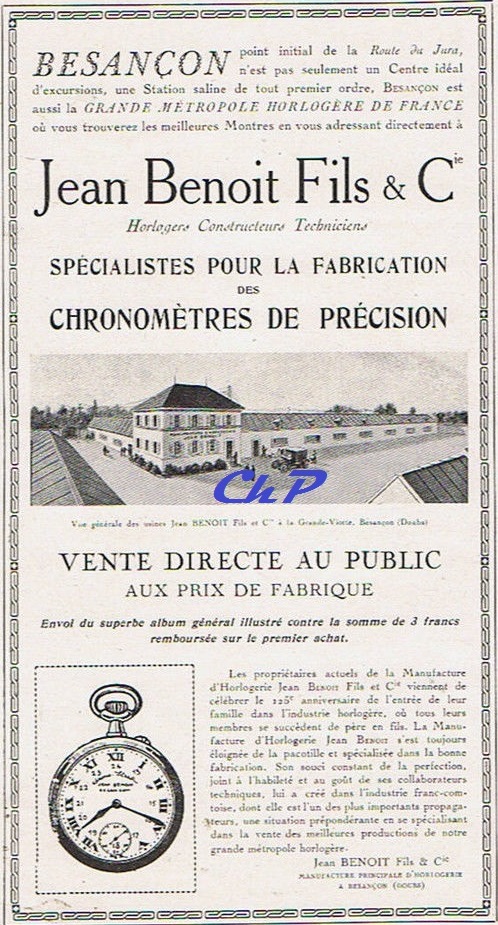 BESANÇON point initial de la Route du Jura,
n'est pas seulement un Centre idéal
d'excursions, une Station saline de tout premier ordre, BESANÇON est
aussi la GRANDE MÉTROPOLE HORLOGÈRE DE FRANCE
où vous trouverez les meilleures Montres en vous adressant directement à
Jean Benoit Fils & Cie
Horlogers Constructeurs Techniciens
SPÉCIALISTES POUR LA FABRICATION
DES
CHRONOMÈTRES DE PRÉCISION
JEAN BENOIT
ChP
Vue générale des usines Jean BENOIT Fils et Cie à la Grande-Viotte, Besançon (Doubs)
VENTE DIRECTE AU PUBLIC
AUX PRIX DE FABRIQUE
Envoi du superbe album général illustré contre la somme de 3 francs
remboursée sur le premier achat.
Les propriétaires actuels de la Manufacture
d'Horlogerie Jean BENOIT Fils et Cie viennent de
célébrer le 125e anniversaire de l'entrée de leur
famille dans l'industrie horlogère, où tous leurs
membres se succèdent de père en fils. La Manu-
facture d'Horlogerie Jean BENOIT s'est toujours
éloignée de la pacotille et spécialisée dans la bonne
fabrication. Son souci constant de la perfection,
joint à l'habileté et au goût de ses collaborateurs
techniques, lui a créé dans l'industrie franc-com-
toise, dont elle est l'un des plus importants propaga-
teurs, une situation prépondérante en se spécialisant
dans la vente des meilleures productions de notre
grande métropole horlogère.
Jean BENOIT Fils & Cie
MANUFACTURE PRINCIPALE D'HORLOGERIE
A BESANÇON (DOUBS)